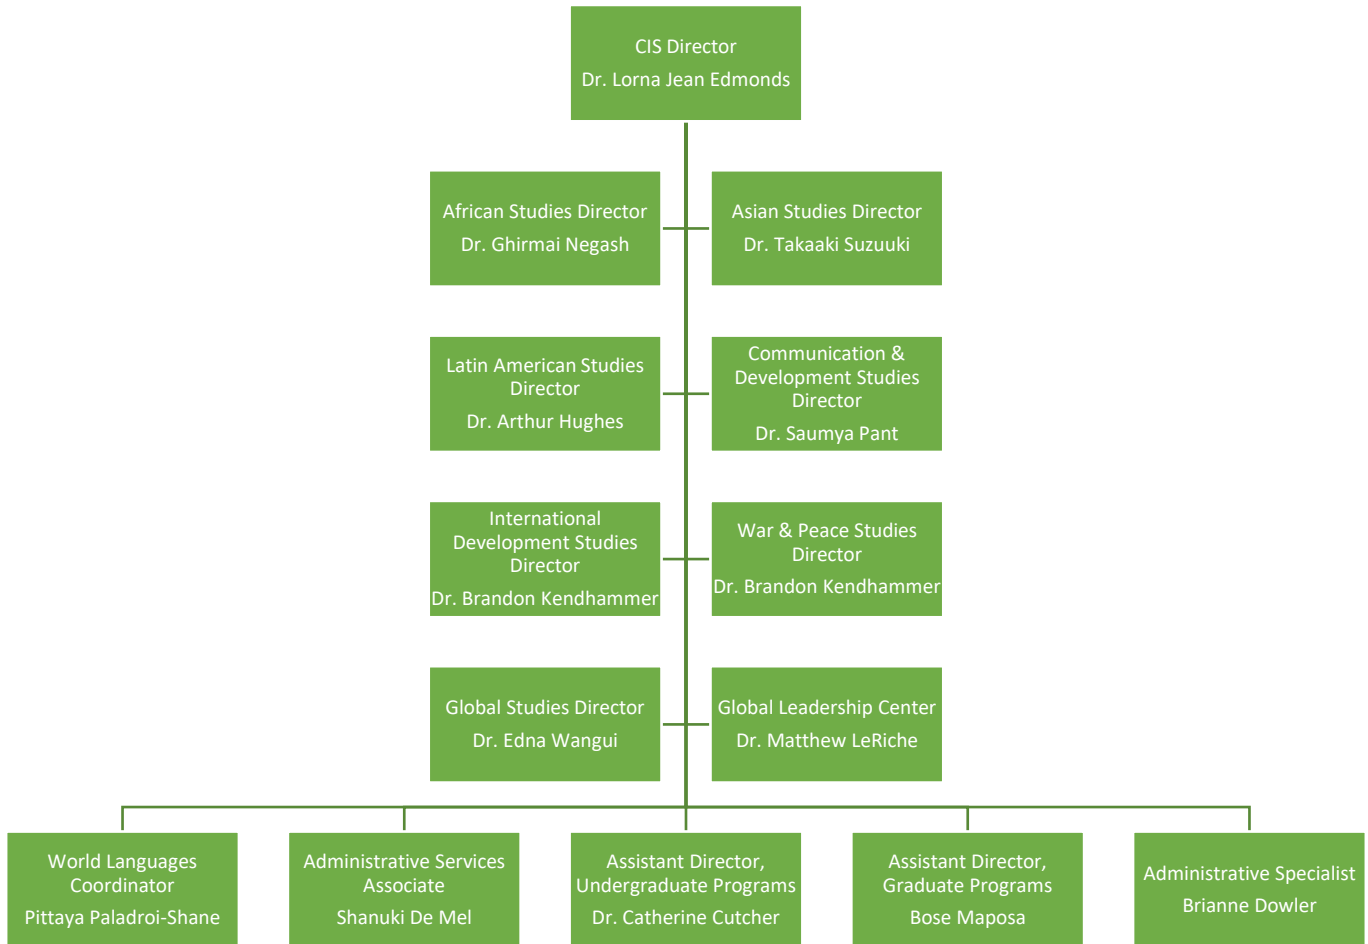 CIS Director
Dr. Lorna Jean Edmonds
African Studies Director
Dr. Ghirmai Negash
Asian Studies Director
Dr. Takaaki Suzuuki
Latin American Studies
Director
Dr. Arthur Hughes
Communication &
Development Studies
Director
Dr. Saumya Pant
International
Development Studies
Director
Dr. Brandon Kendhammer
War & Peace Studies
Director
Dr. Brandon Kendhammer
Global Studies Director
Dr. Edna Wangui
Global Leadership Center
Dr. Matthew LeRiche
World Languages
Coordinator
Pittaya Paladroi-Shane
Administrative Services
Associate
Shanuki De Mel
Assistant Director,
Undergraduate Programs
Dr. Catherine Cutcher
Assistant Director,
Graduate Programs
Bose Maposa
Administrative Specialist
Brianne Dowler